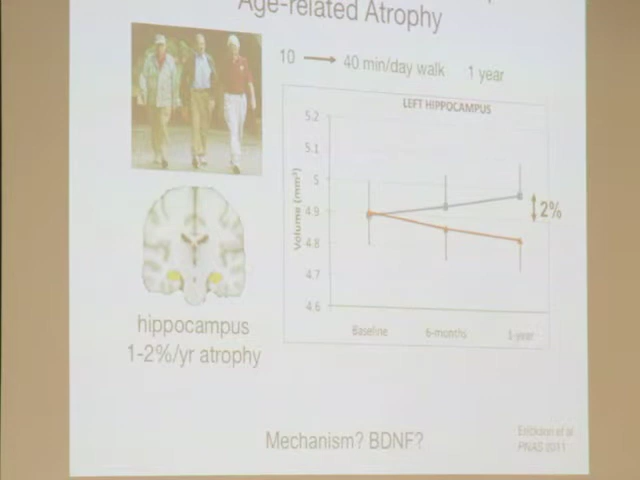 Age-related Atrophy
10 → 40 min/day walk 1 year
LEFT HIPPOCAMPUS
5.2
5.1
5
4.9
4.8
4.7
4.6
Volume (mm³)
2%
Baseline 6-months 1-year
hippocampus
1-2%/yr atrophy
Mechanism? BDNF?
Erickson et al
PNAS 2011